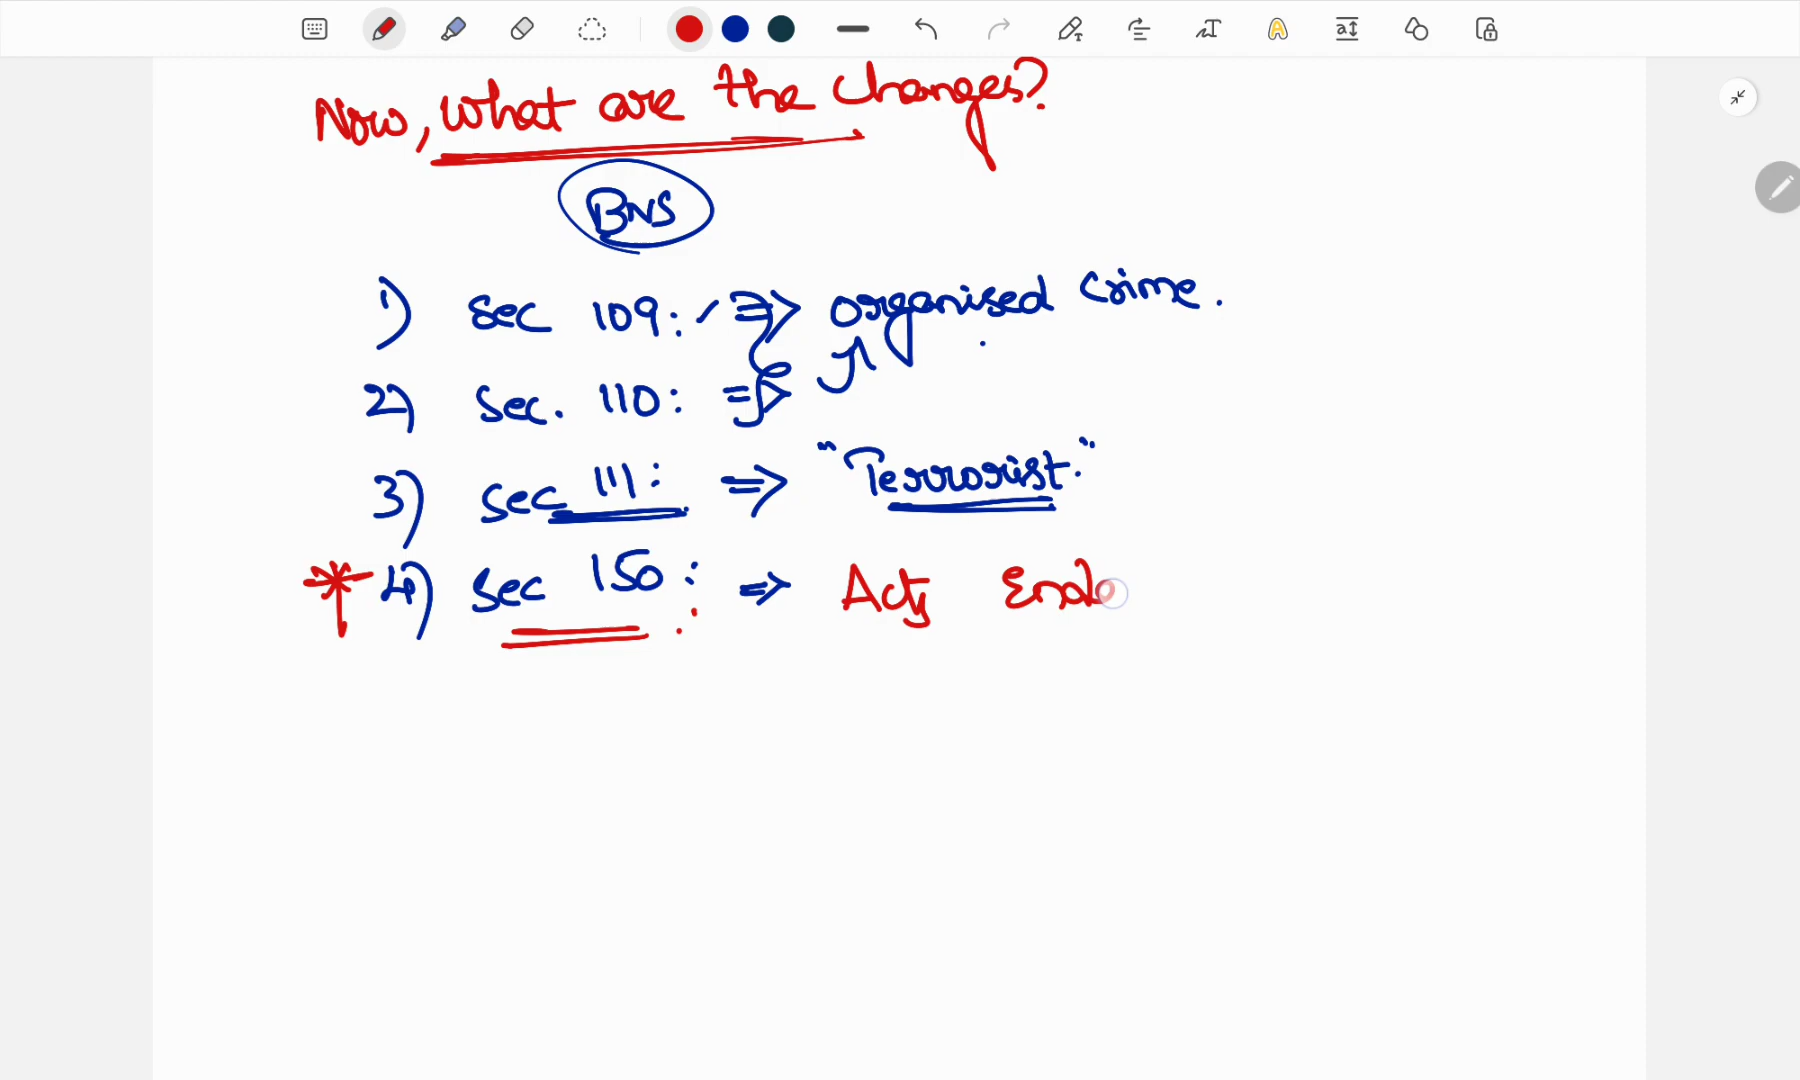 Now, what are the changes?
BNS
1) Sec 109: ⇒ organised crime.
2) Sec. 110: ⇒
3) Sec 111: ⇒ "Terrorist."
* 4) Sec 150: ⇒ Acts